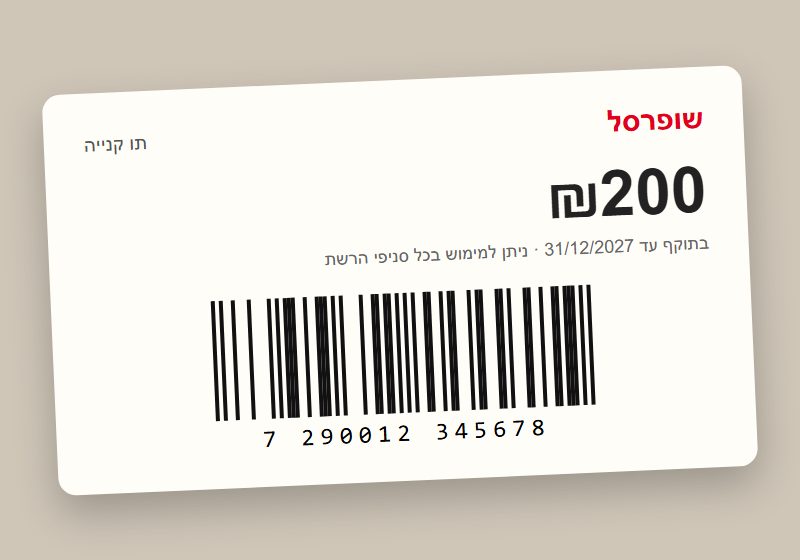 שופרסל
תו קנייה
₪200
בתוקף עד 31/12/2027 · ניתן למימוש בכל סניפי הרשת
7 290012 345678